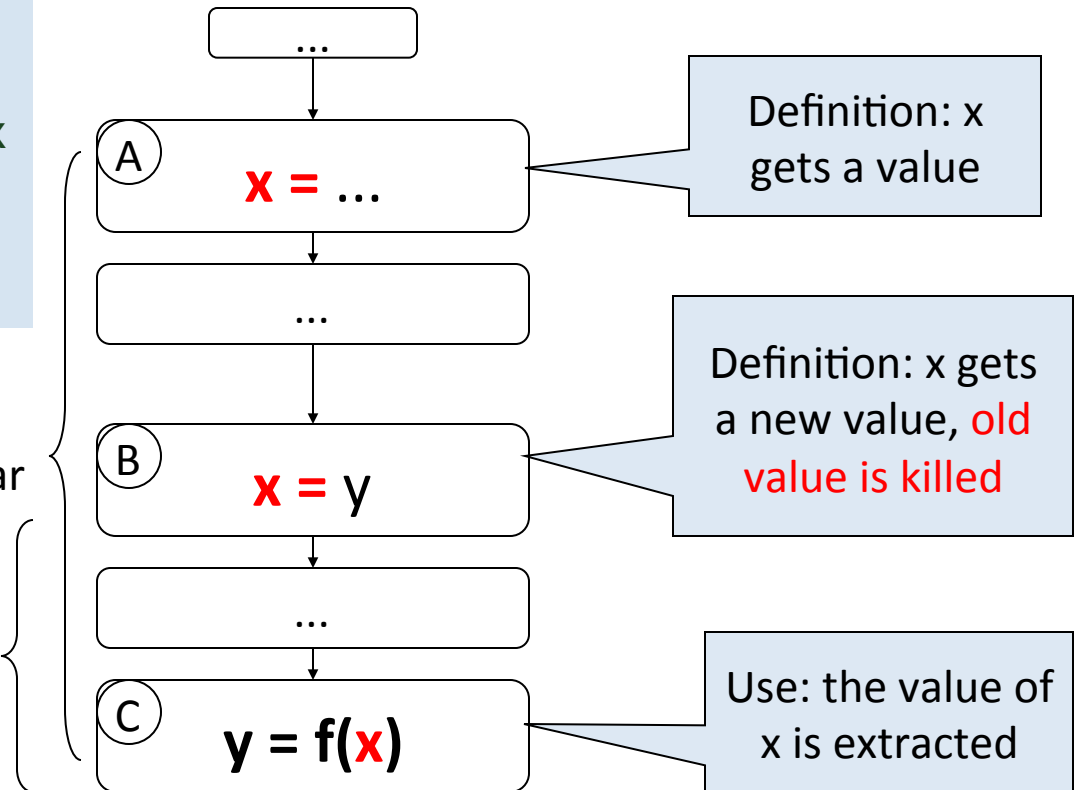 ...
x
A
x = ...
Definition: x
gets a value
...
B
x = y
Definition: x gets
a new value, old
value is killed
...
C
y = f(x)
Use: the value of
x is extracted